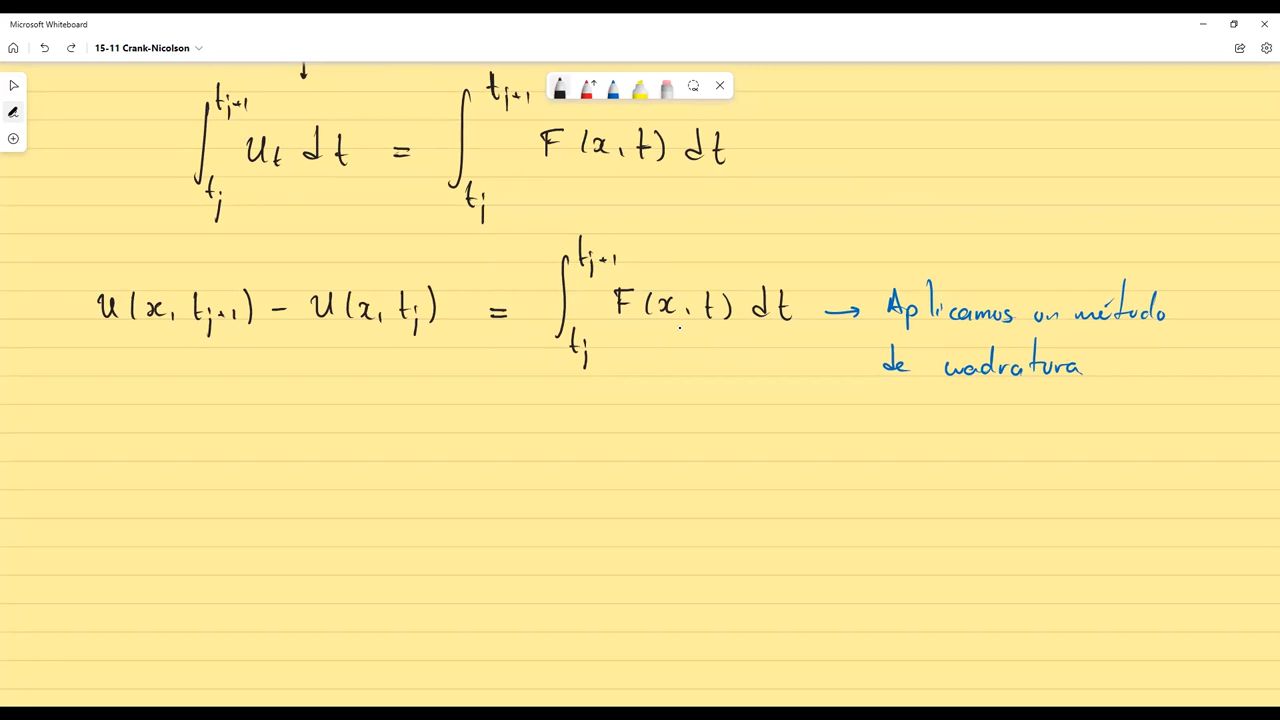 Microsoft Whiteboard
15-11 Crank-Nicolson
∫_{t_j}^{t_{j+1}} u_t dt = ∫_{t_j}^{t_{j+1}} F(x, t) dt
u(x, t_{j+1}) - u(x, t_j) = ∫_{t_j}^{t_{j+1}} F(x, t) dt → Aplicamos un método
de cuadratura